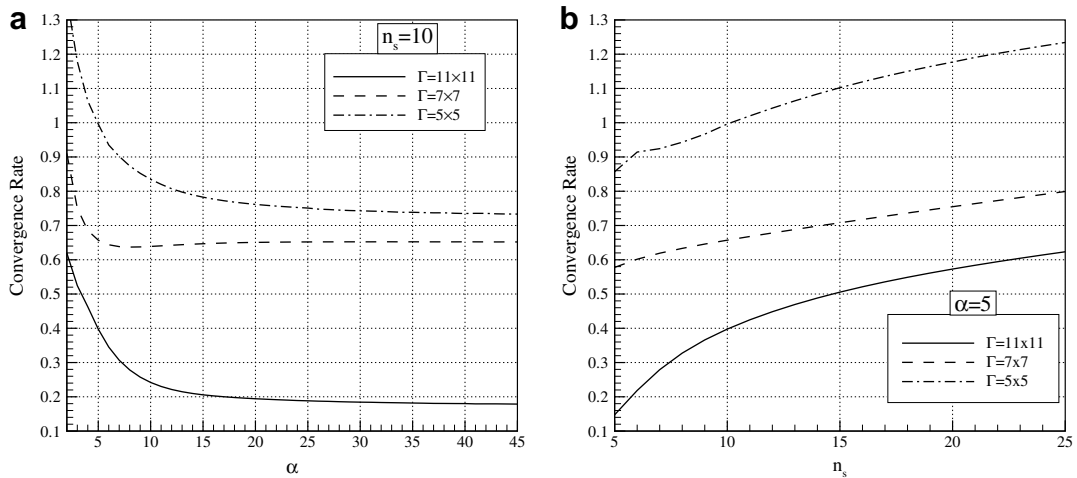 a
n_s=10
Γ=11×11
Γ=7×7
Γ=5×5
Convergence Rate
1.3
1.2
1.1
1
0.9
0.8
0.7
0.6
0.5
0.4
0.3
0.2
0.1
5 10 15 20 25 30 35 40 45
α
b
Convergence Rate
1.3
1.2
1.1
1
0.9
0.8
0.7
0.6
0.5
0.4
0.3
0.2
0.1
α=5
Γ=11x11
Γ=7x7
Γ=5x5
5 10 15 20 25
n_s